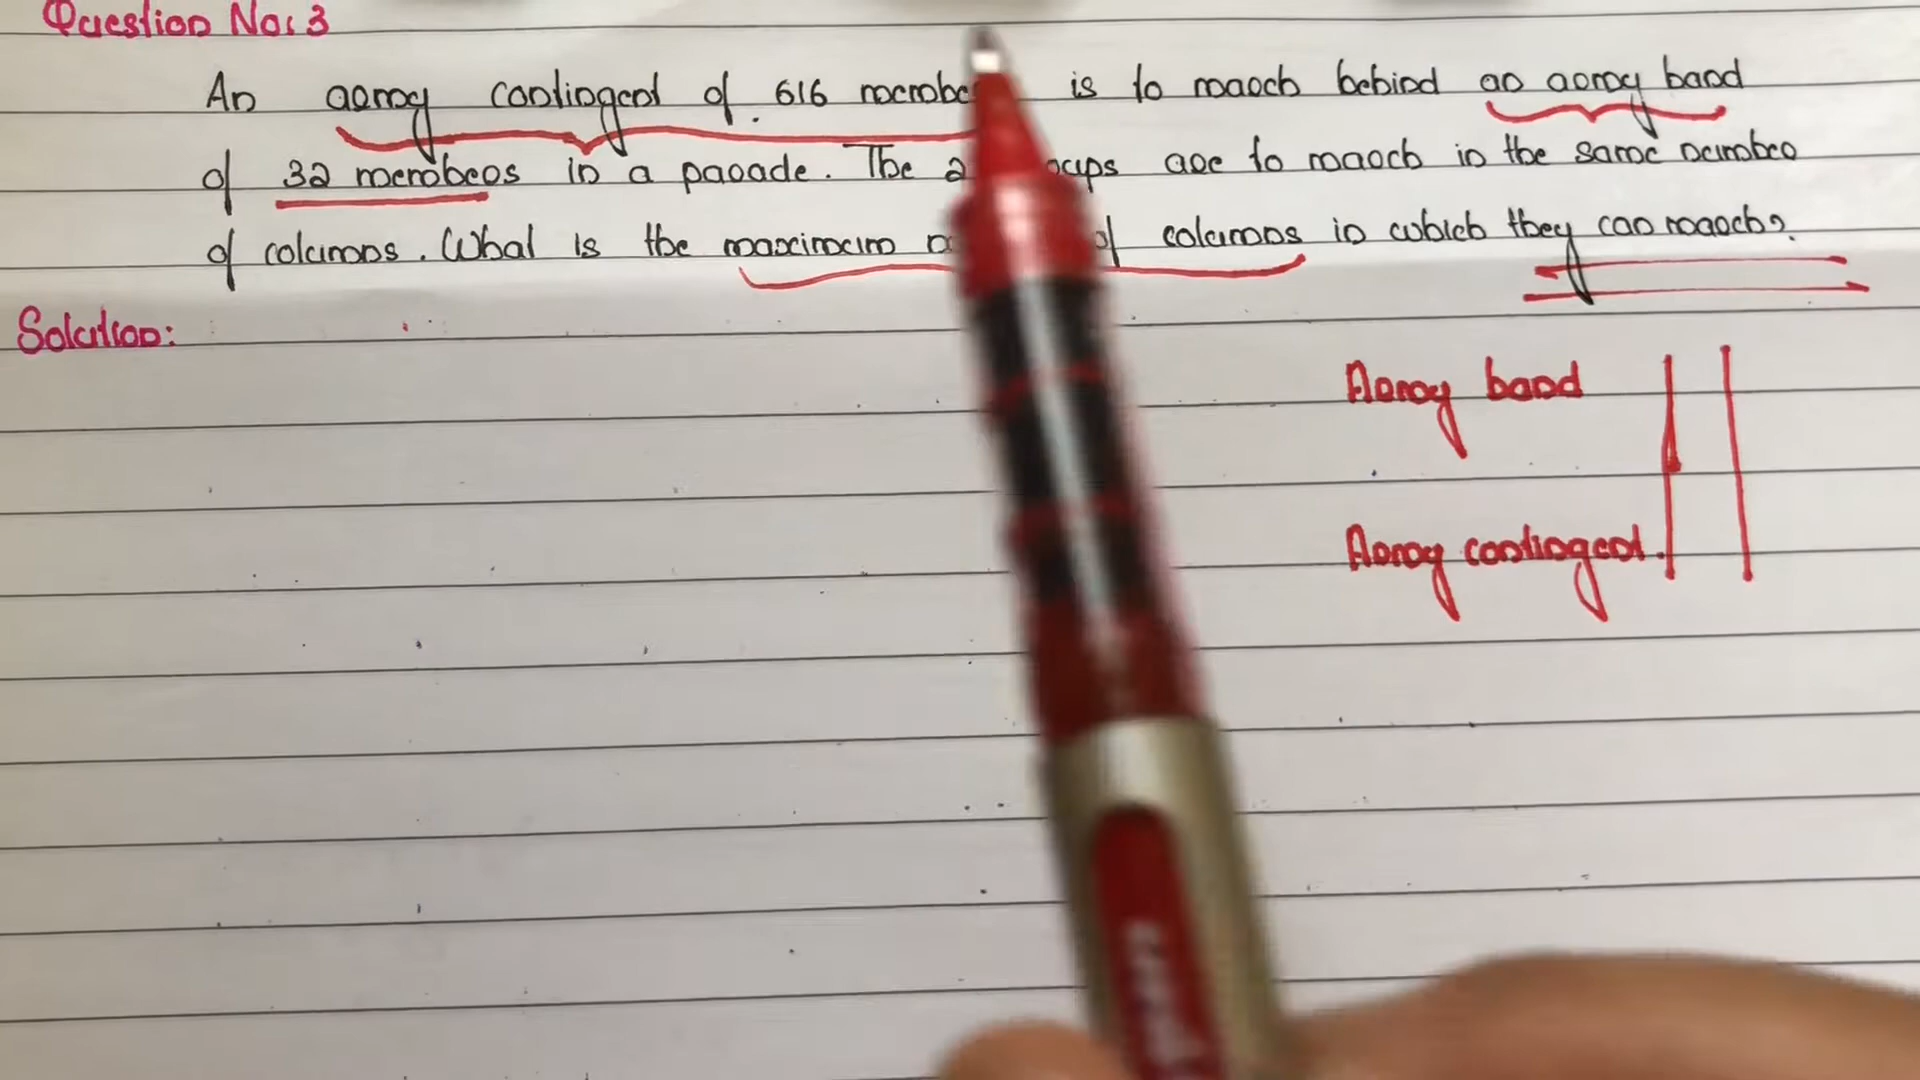 Question No: 3
An army contingent of 616 members is to march behind an army band
of 32 members in a parade. The 2 groups are to march in the same number
of columns. What is the maximum of columns in which they can march?
Solution:
Army band
Army contingent.